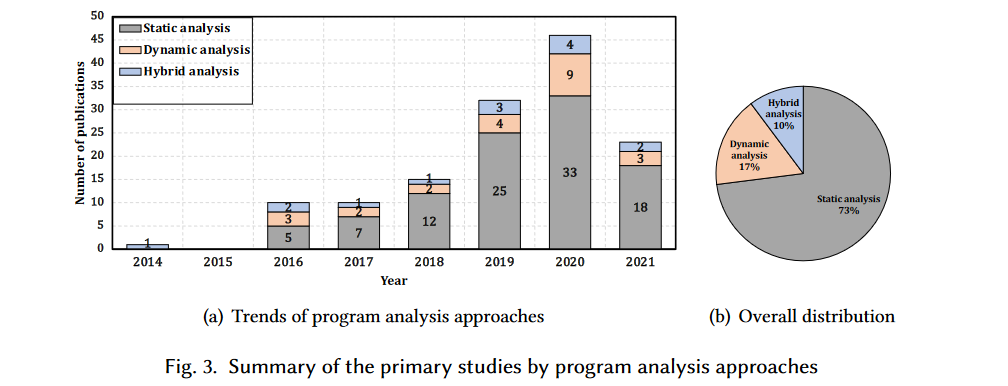 50
45
40
35
30
25
20
15
10
5
0
Number of publications
Static analysis
Dynamic analysis
Hybrid analysis
1
2
3
5
1
2
7
1
2
12
3
4
25
4
9
33
2
3
18
2014 2015 2016 2017 2018 2019 2020 2021
Year
Hybrid
analysis
10%
Dynamic
analysis
17%
Static analysis
73%
(a) Trends of program analysis approaches
(b) Overall distribution
Fig. 3. Summary of the primary studies by program analysis approaches